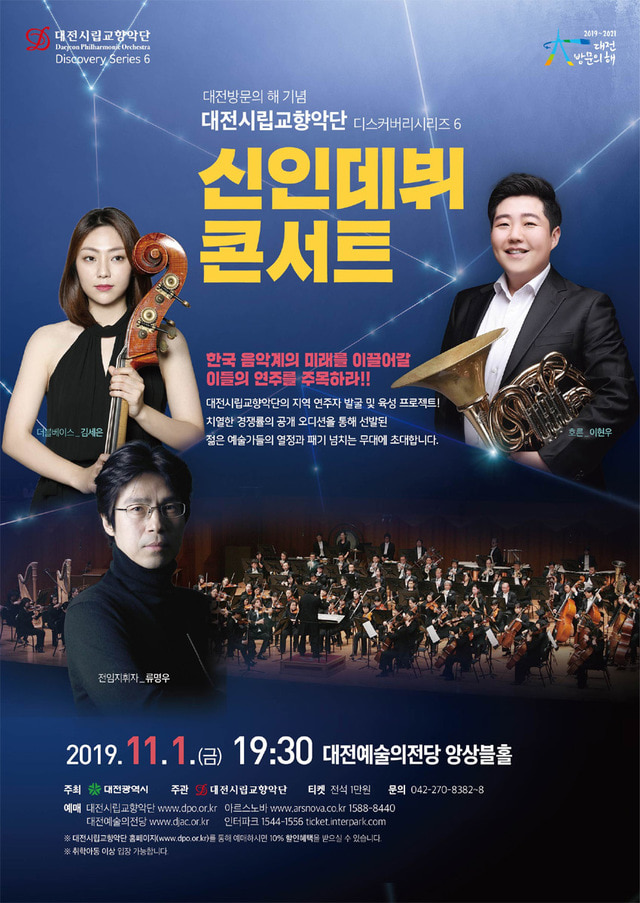 대전시립교향악단
Daejeon Philharmonic Orchestra
Discovery Series 6
2019~2021
대전
방문의 해
대전방문의 해 기념
대전시립교향악단 디스커버리시리즈 6
신인데뷔
콘서트
한국 음악계의 미래를 이끌어갈
이들의 연주를 주목하라!!
대전시립교향악단의 지역 연주자 발굴 및 육성 프로젝트!
치열한 경쟁률의 공개 오디션을 통해 선발된
젊은 예술가들의 열정과 패기 넘치는 무대에 초대합니다.
더블베이스_김세은
호른_이현우
전임지휘자_류명우
2019. 11. 1. (금) 19:30 대전예술의전당 앙상블홀
주최 대전광역시 주관 대전시립교향악단 티켓 전석 1만원 문의 042-270-8382~8
예매 대전시립교향악단 www.dpo.or.kr 아르스노바 www.arsnova.co.kr 1588-8440
대전예술의전당 www.djac.or.kr 인터파크 1544-1556 ticket.interpark.com
※ 대전시립교향악단 홈페이지(www.dpo.or.kr)를 통해 예매하시면 10% 할인혜택을 받으실 수 있습니다.
※ 취학아동 이상 입장 가능합니다.